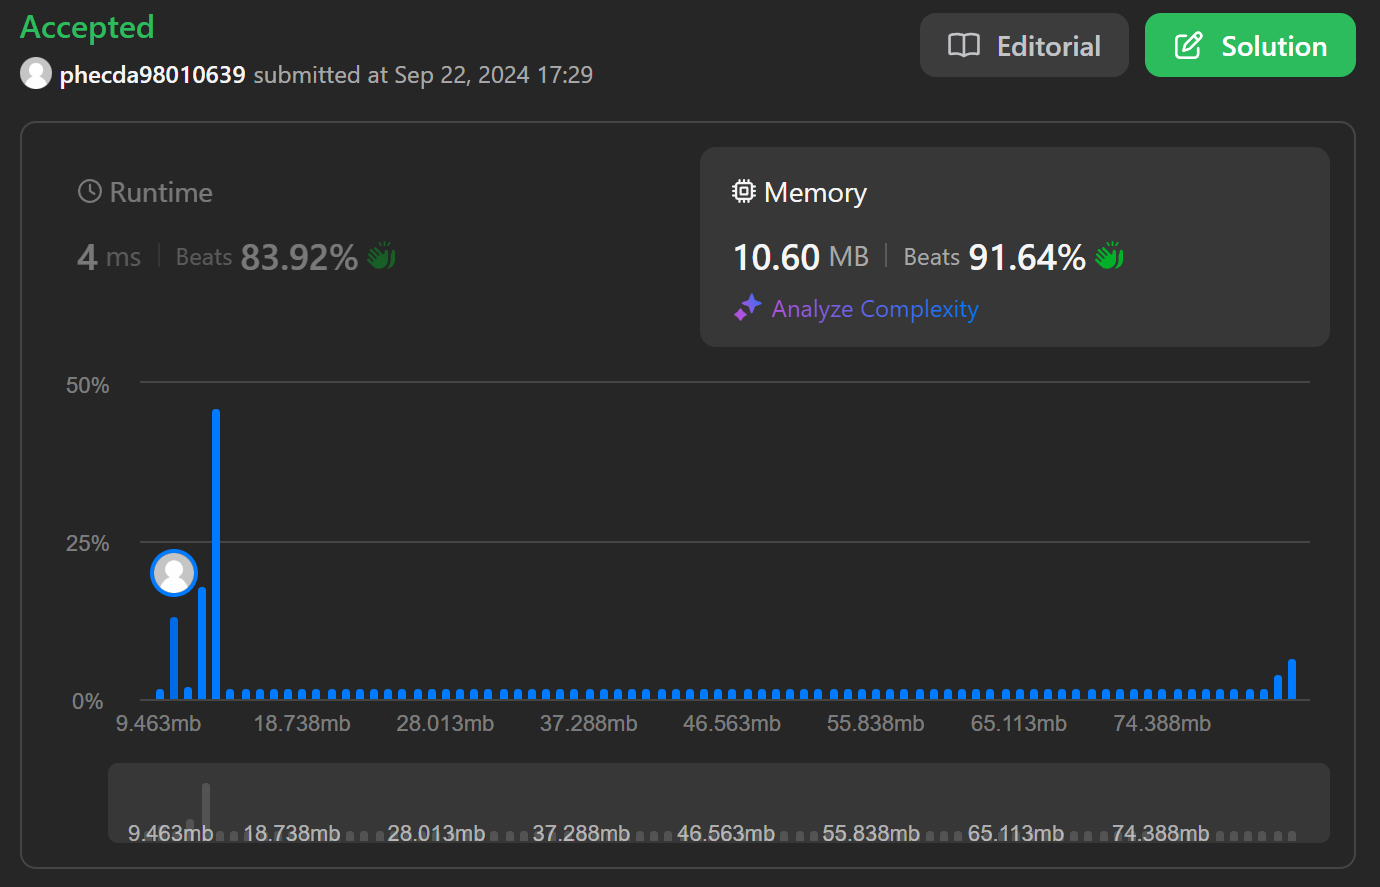 Accepted
Editorial
Solution
phecda98010639 submitted at Sep 22, 2024 17:29
Runtime
Memory
4 ms Beats 83.92%
10.60 MB Beats 91.64%
Analyze Complexity
50%
25%
0%
9.463mb 18.738mb 28.013mb 37.288mb 46.563mb 55.838mb 65.113mb 74.388mb
9.463mb 18.738mb 28.013mb 37.288mb 46.563mb 55.838mb 65.113mb 74.388mb